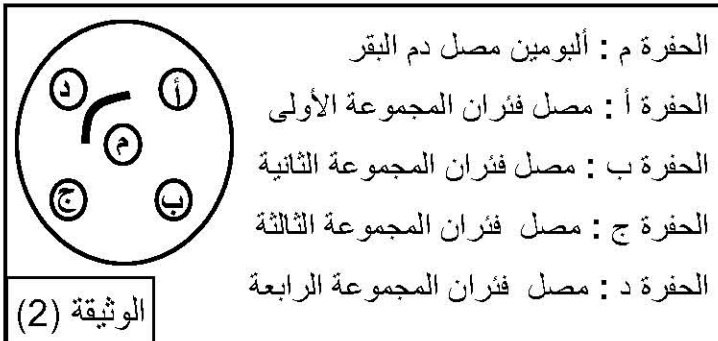 الحفرة م : ألبومين مصل دم البقر
الحفرة أ : مصل فئران المجموعة الأولى
الحفرة ب : مصل فئران المجموعة الثانية
الحفرة ج : مصل فئران المجموعة الثالثة
الحفرة د : مصل فئران المجموعة الرابعة
د
أ
م
ج
ب
الوثيقة (2)